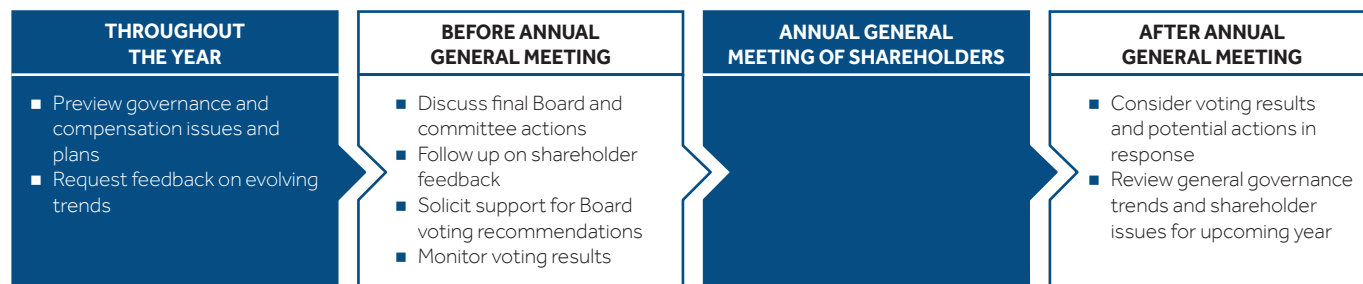 THROUGHOUT
THE YEAR
■ Preview governance and
compensation issues and
plans
■ Request feedback on evolving
trends
BEFORE ANNUAL
GENERAL MEETING
■ Discuss final Board and
committee actions
■ Follow up on shareholder
feedback
■ Solicit support for Board
voting recommendations
■ Monitor voting results
ANNUAL GENERAL
MEETING OF SHAREHOLDERS
AFTER ANNUAL
GENERAL MEETING
■ Consider voting results
and potential actions in
response
■ Review general governance
trends and shareholder
issues for upcoming year